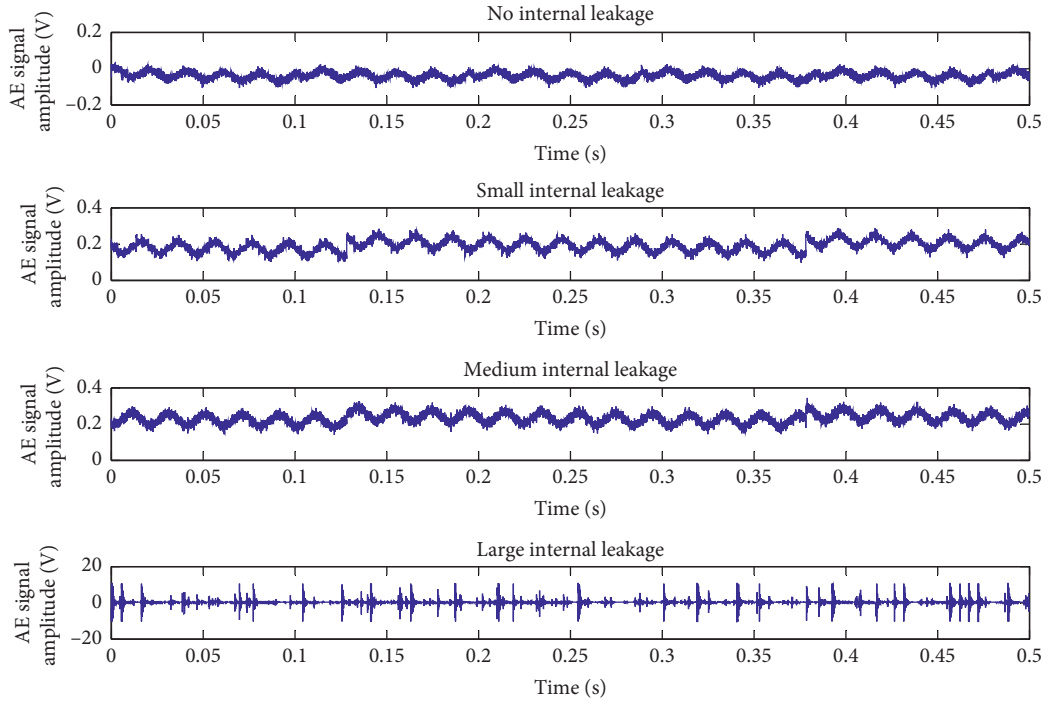 No internal leakage
AE signal
amplitude (V)
0.2
0
–0.2
0 0.05 0.1 0.15 0.2 0.25 0.3 0.35 0.4 0.45 0.5
Time (s)
Small internal leakage
AE signal
amplitude (V)
0.4
0.2
0
0 0.05 0.1 0.15 0.2 0.25 0.3 0.35 0.4 0.45 0.5
Time (s)
Medium internal leakage
AE signal
amplitude (V)
0.4
0.2
0
0 0.05 0.1 0.15 0.2 0.25 0.3 0.35 0.4 0.45 0.5
Time (s)
Large internal leakage
AE signal
amplitude (V)
20
0
–20
0 0.05 0.1 0.15 0.2 0.25 0.3 0.35 0.4 0.45 0.5
Time (s)